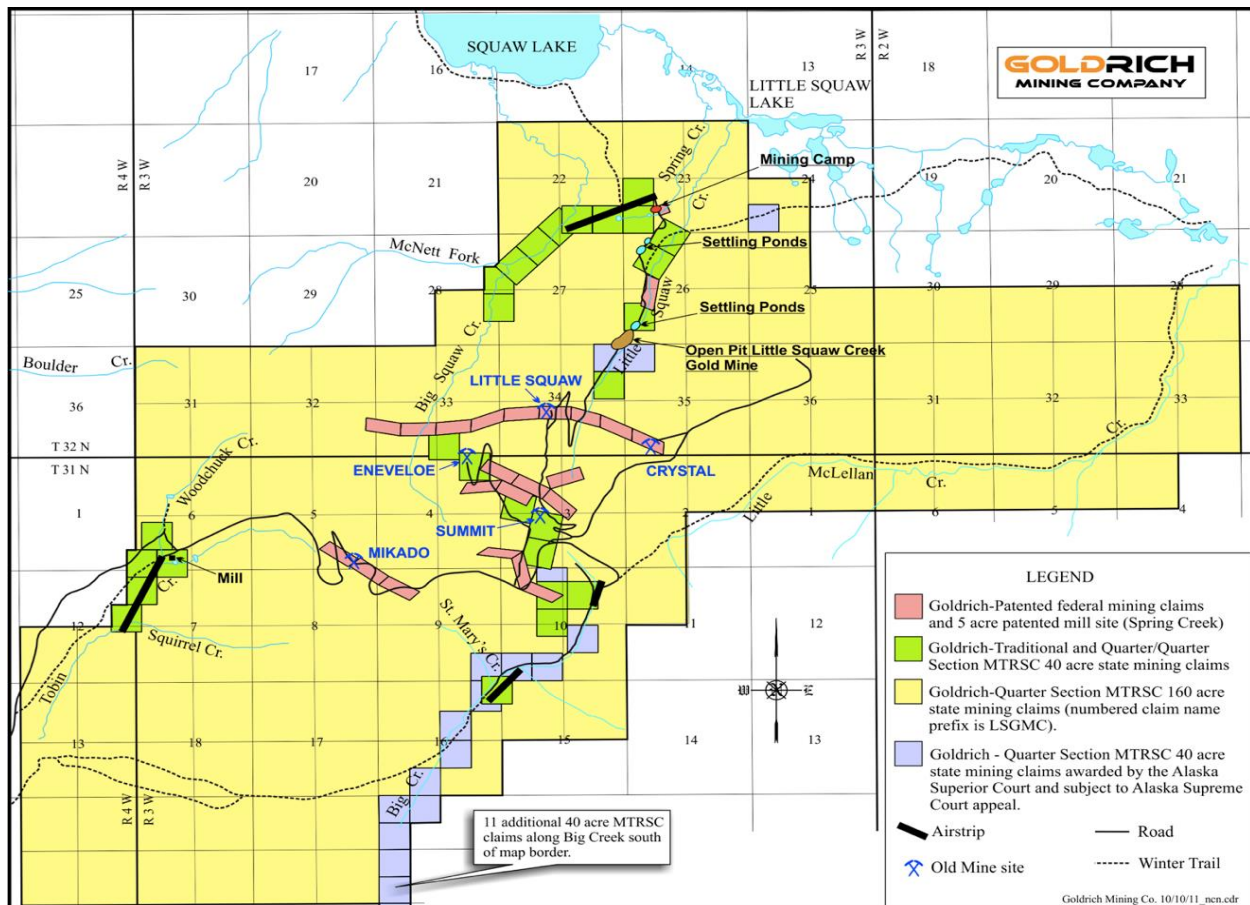 SQUAW LAKE
17
16
14
13
18
R 3 W
R 2 W
GOLDRICH
MINING COMPANY
LITTLE SQUAW
LAKE
R 4 W
R 3 W
20
21
22
Spring Cr.
Mining Camp
23
24
19
20
21
Cr.
McNett Fork
Settling Ponds
25
30
29
28
27
26
Squaw
25
30
29
28
Settling Ponds
Boulder Cr.
Big Squaw Cr.
Little
Open Pit Little Squaw Creek
Gold Mine
LITTLE SQUAW
36
31
32
33
34
35
36
31
32
33
T 32 N
T 31 N
Woodchuck Cr.
ENEVELOE
CRYSTAL
McLellan Cr.
Little
Cr.
1
6
5
4
SUMMIT
2
6
5
4
MIKADO
Mill
Cr.
12
7
8
9
10
11
12
Squirrel Cr.
St. Mary's Cr.
Tobin
W
E
13
18
17
16
15
14
13
Big Cr.
R 4 W
R 3 W
11 additional 40 acre MTRSC
claims along Big Creek south
of map border.
LEGEND
Goldrich-Patented federal mining claims
and 5 acre patented mill site (Spring Creek)
Goldrich-Traditional and Quarter/Quarter
Section MTRSC 40 acre state mining claims
Goldrich-Quarter Section MTRSC 160 acre
state mining claims (numbered claim name
prefix is LSGMC).
Goldrich - Quarter Section MTRSC 40 acre
state mining claims awarded by the Alaska
Superior Court and subject to Alaska Supreme
Court appeal.
Airstrip
Road
Old Mine site
Winter Trail
Goldrich Mining Co. 10/10/11_ncn.cdr